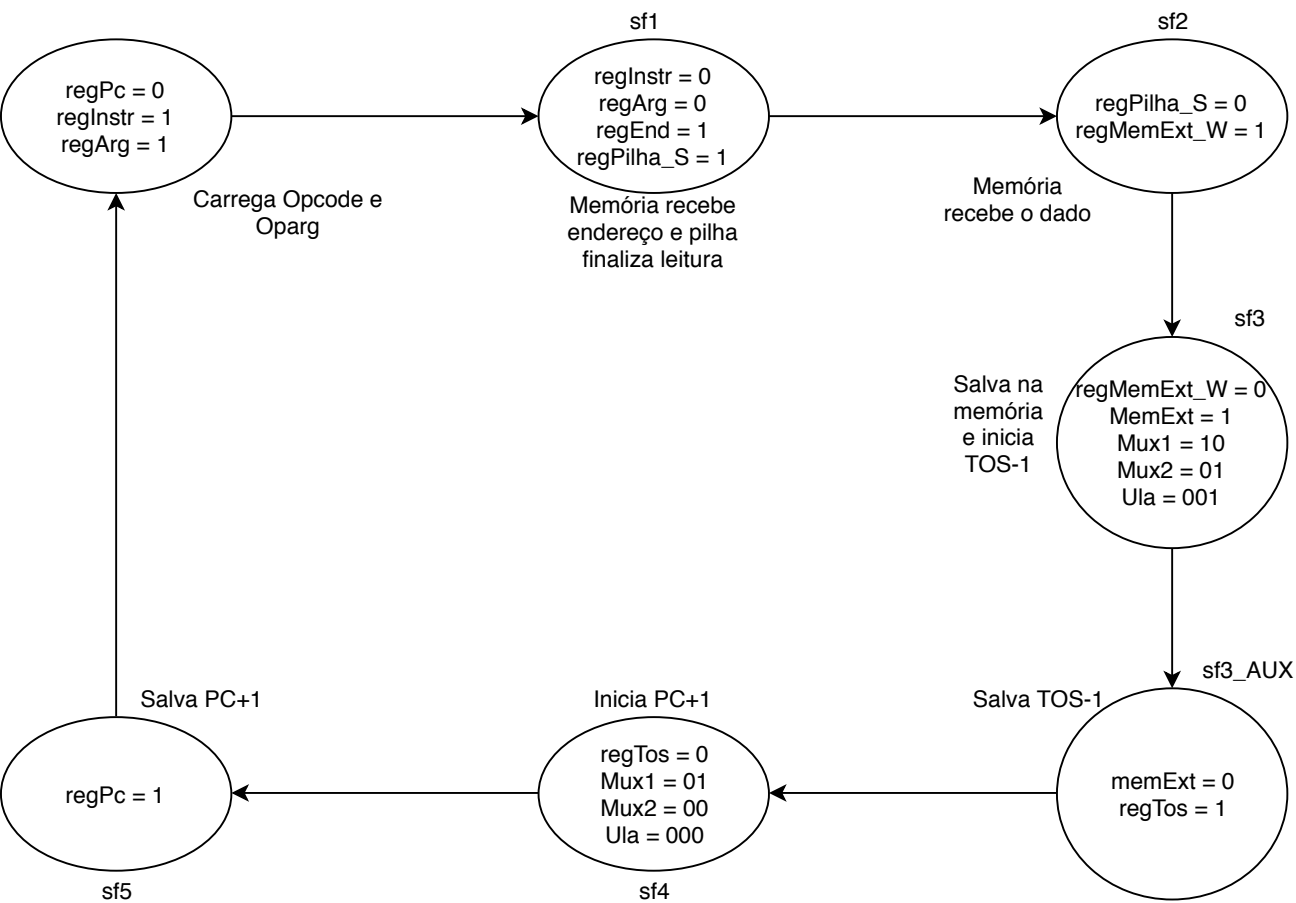 regPc = 0
regInstr = 1
regArg = 1
Carrega Opcode e
Oparg
sf1
regInstr = 0
regArg = 0
regEnd = 1
regPilha_S = 1
Memória recebe
endereço e pilha
finaliza leitura
sf2
regPilha_S = 0
regMemExt_W = 1
Memória
recebe o dado
sf3
regMemExt_W = 0
MemExt = 1
Mux1 = 10
Mux2 = 01
Ula = 001
Salva na
memória
e inicia
TOS-1
sf3_AUX
Salva TOS-1
memExt = 0
regTos = 1
Inicia PC+1
regTos = 0
Mux1 = 01
Mux2 = 00
Ula = 000
sf4
Salva PC+1
regPc = 1
sf5